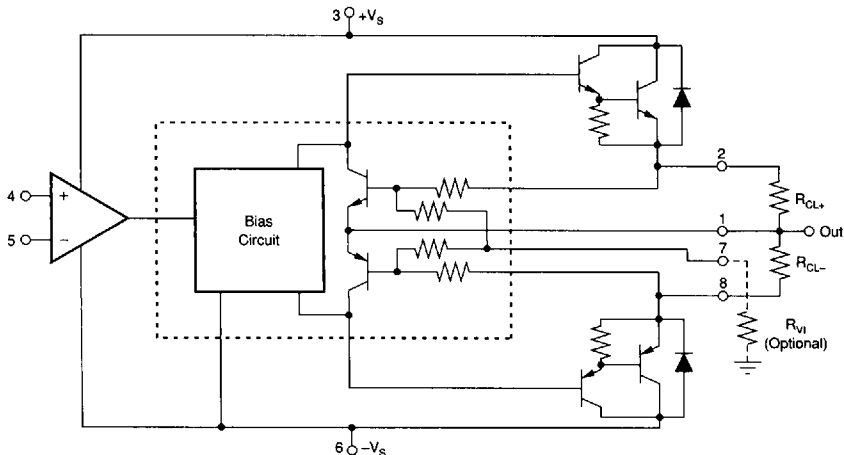 3 +VS
2
RCL+
4
+
Bias
Circuit
1
Out
5
−
7
RCL−
8
RVI
(Optional)
6 −VS